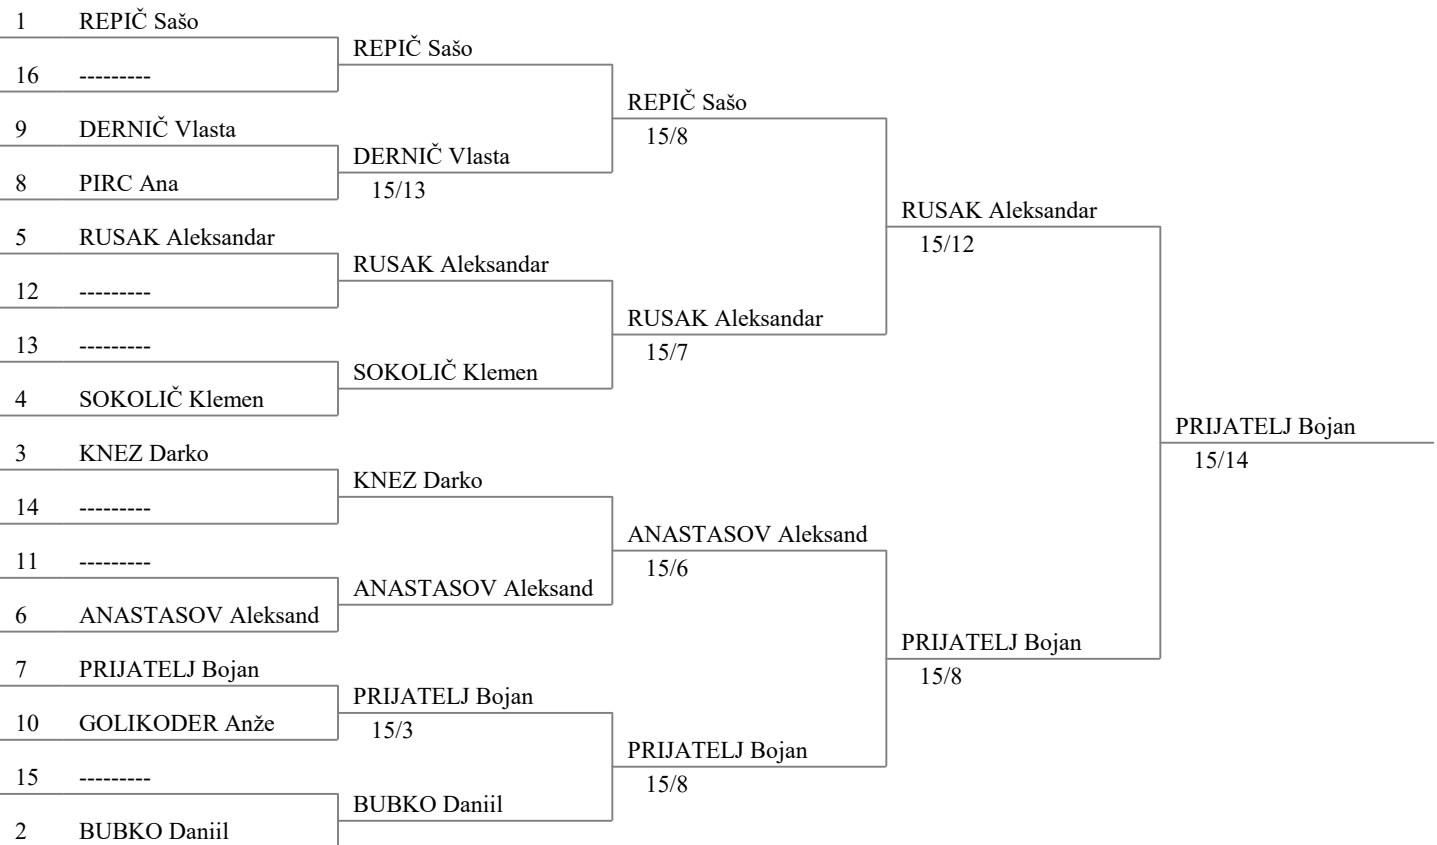 1 REPIČ Sašo
REPIČ Sašo
16 ---------
REPIČ Sašo
15/8
9 DERNIČ Vlasta
DERNIČ Vlasta
15/13
8 PIRC Ana
RUSAK Aleksandar
15/12
5 RUSAK Aleksandar
RUSAK Aleksandar
12 ---------
RUSAK Aleksandar
15/7
13 ---------
SOKOLIČ Klemen
4 SOKOLIČ Klemen
PRIJATELJ Bojan
15/14
3 KNEZ Darko
KNEZ Darko
14 ---------
ANASTASOV Aleksand
15/6
11 ---------
ANASTASOV Aleksand
6 ANASTASOV Aleksand
PRIJATELJ Bojan
15/8
7 PRIJATELJ Bojan
PRIJATELJ Bojan
15/3
10 GOLIKODER Anže
PRIJATELJ Bojan
15/8
15 ---------
BUBKO Daniil
2 BUBKO Daniil